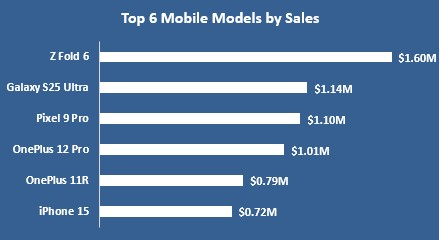 Top 6 Mobile Models by Sales
Z Fold 6 $1.60M
Galaxy S25 Ultra $1.14M
Pixel 9 Pro $1.10M
OnePlus 12 Pro $1.01M
OnePlus 11R $0.79M
iPhone 15 $0.72M